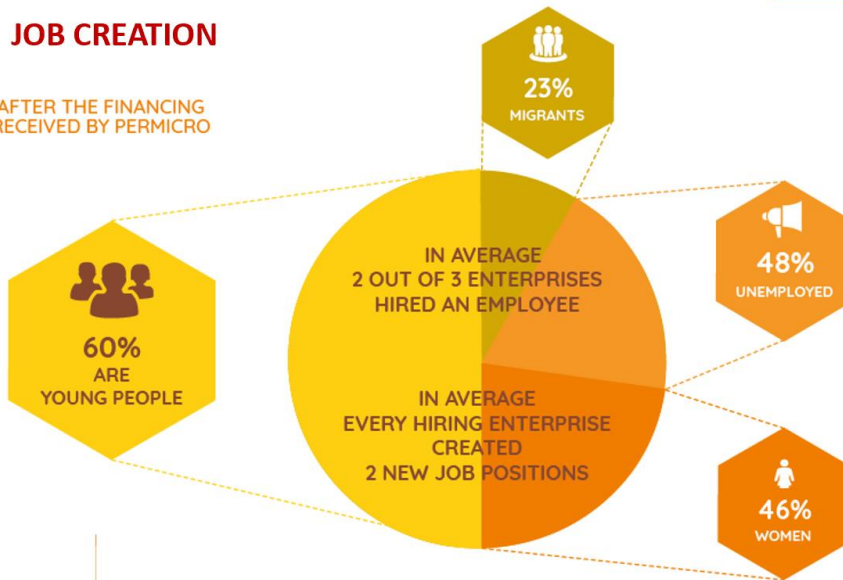 JOB CREATION
AFTER THE FINANCING
RECEIVED BY PERMICRO
23%
MIGRANTS
IN AVERAGE
2 OUT OF 3 ENTERPRISES
HIRED AN EMPLOYEE
48%
UNEMPLOYED
60%
ARE
YOUNG PEOPLE
IN AVERAGE
EVERY HIRING ENTERPRISE
CREATED
2 NEW JOB POSITIONS
46%
WOMEN